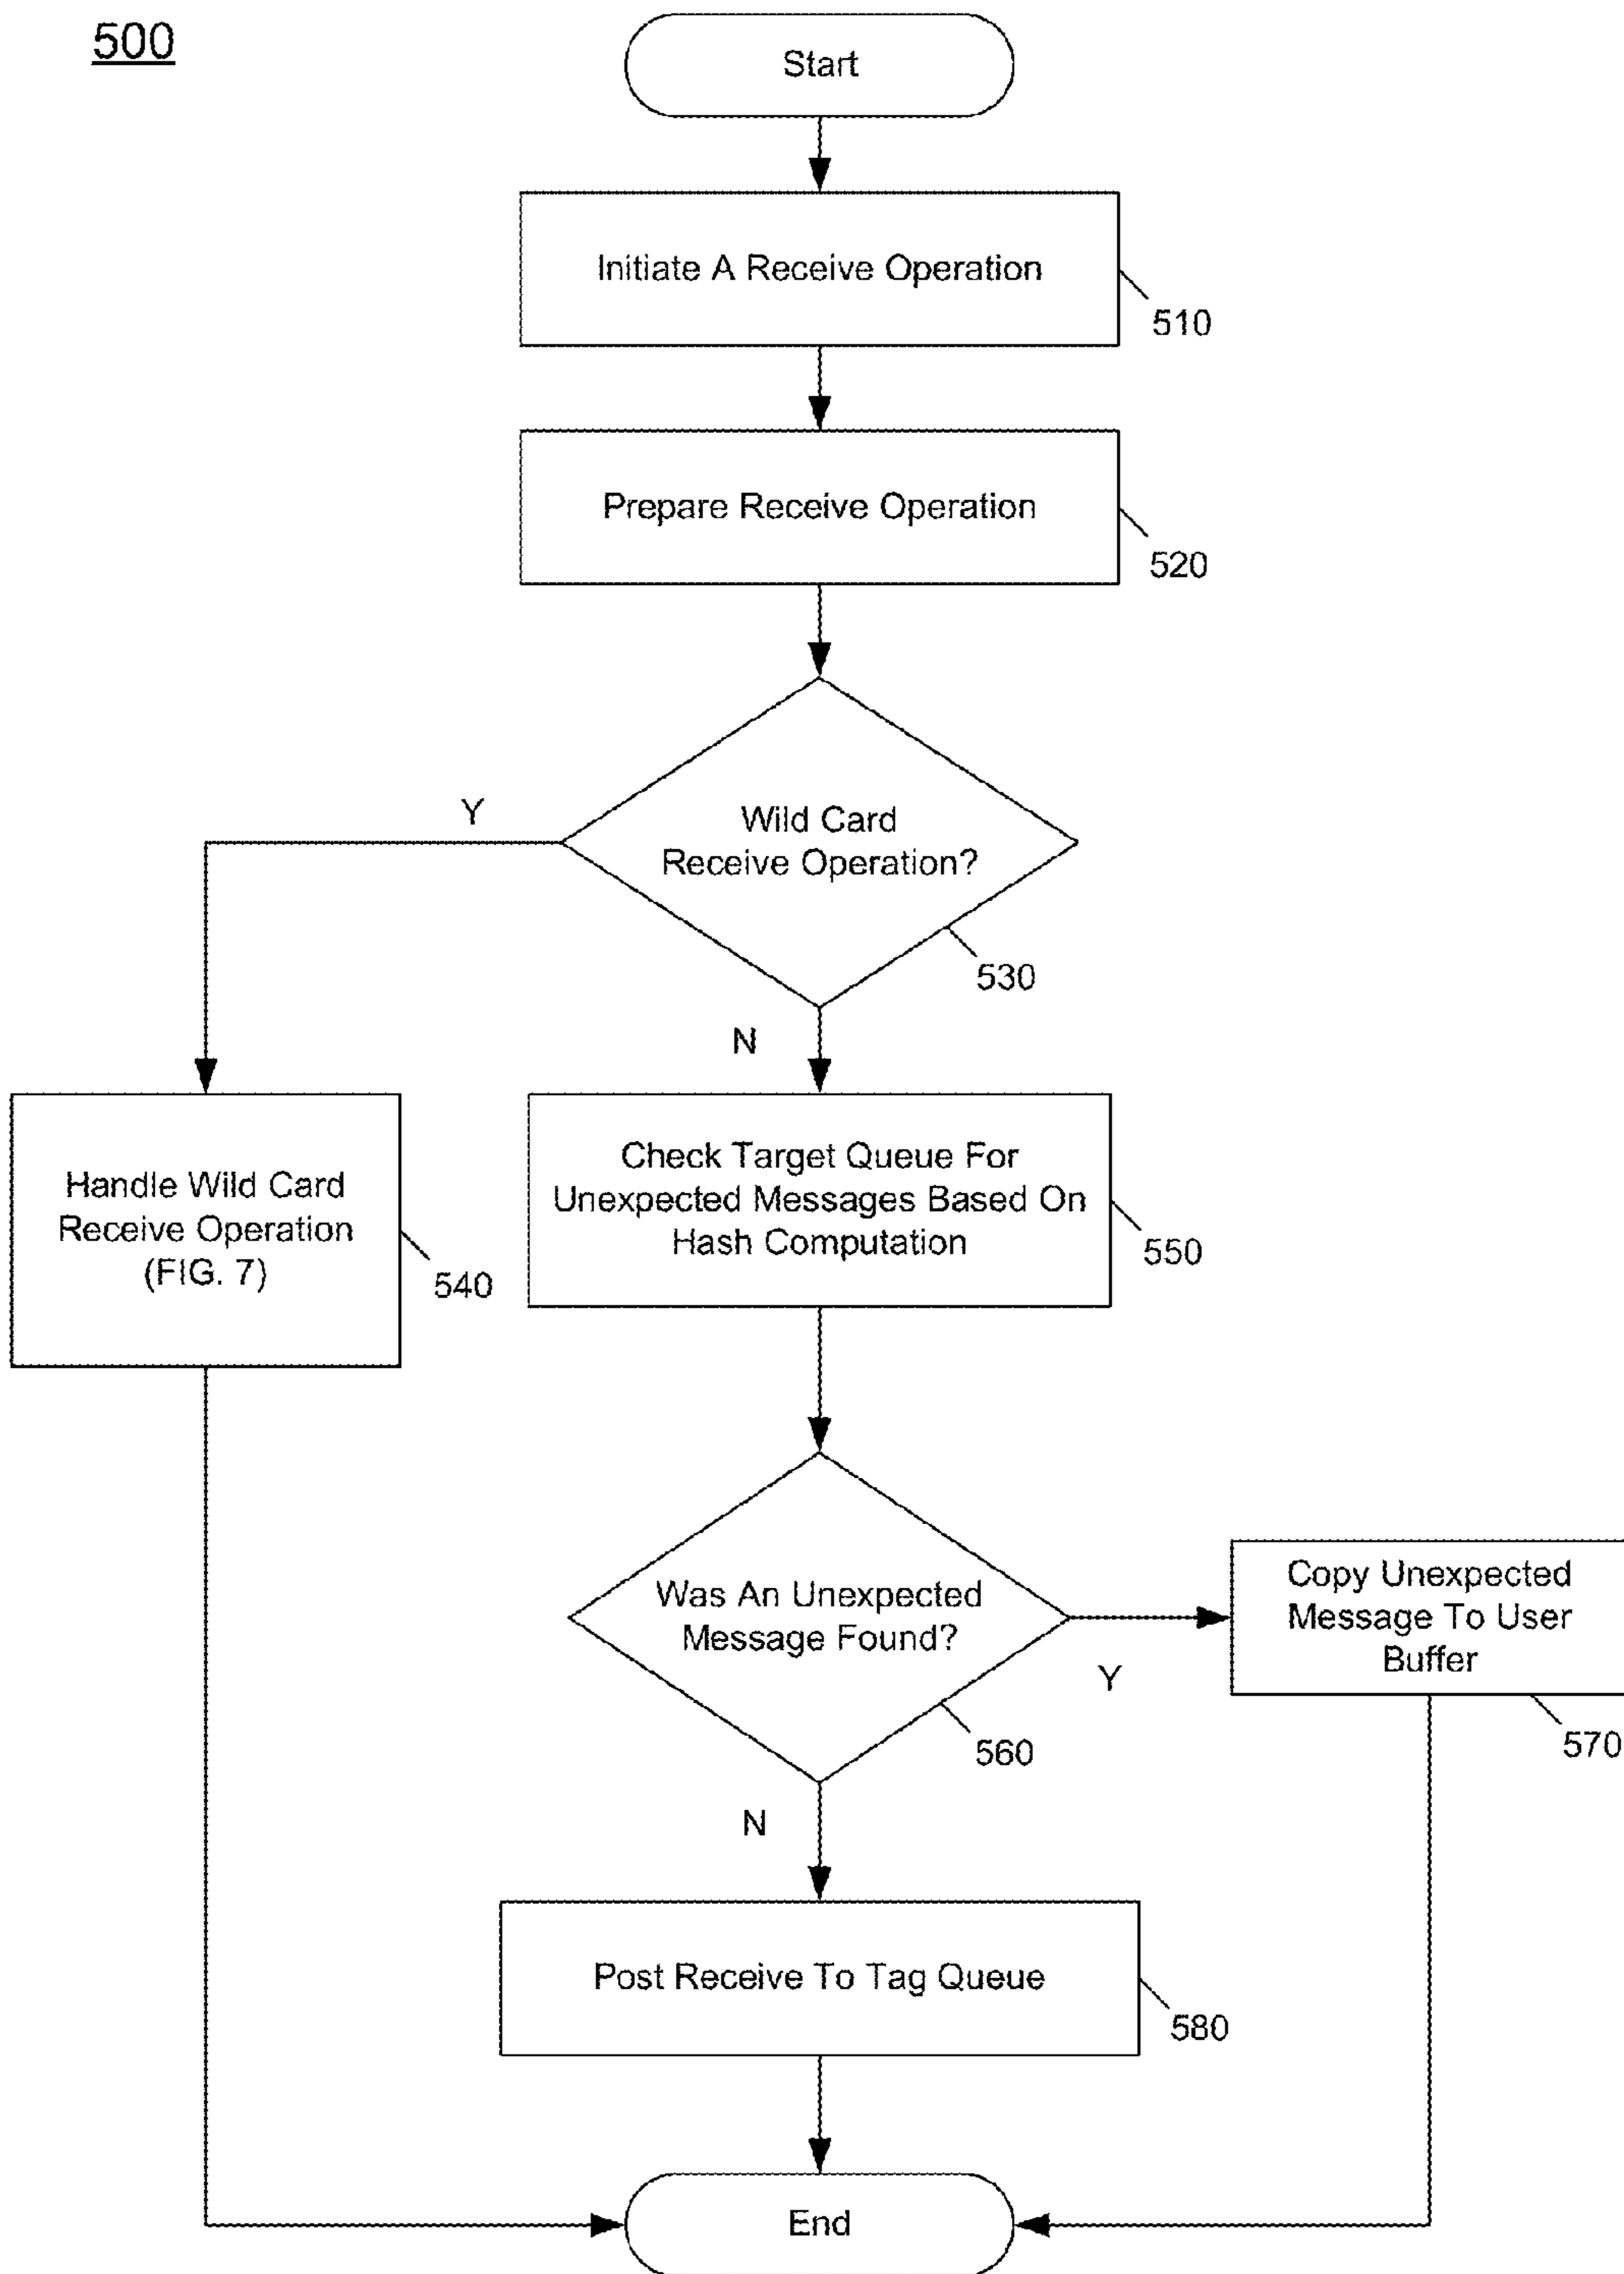 500
Start
Initiate A Receive Operation
510
Prepare Receive Operation
520
Wild Card
Receive Operation?
Y
530
N
Handle Wild Card
Receive Operation
(FIG. 7)
540
Check Target Queue For
Unexpected Messages Based On
Hash Computation
550
Was An Unexpected
Message Found?
Y
560
Copy Unexpected
Message To User
Buffer
570
N
Post Receive To Tag Queue
580
End